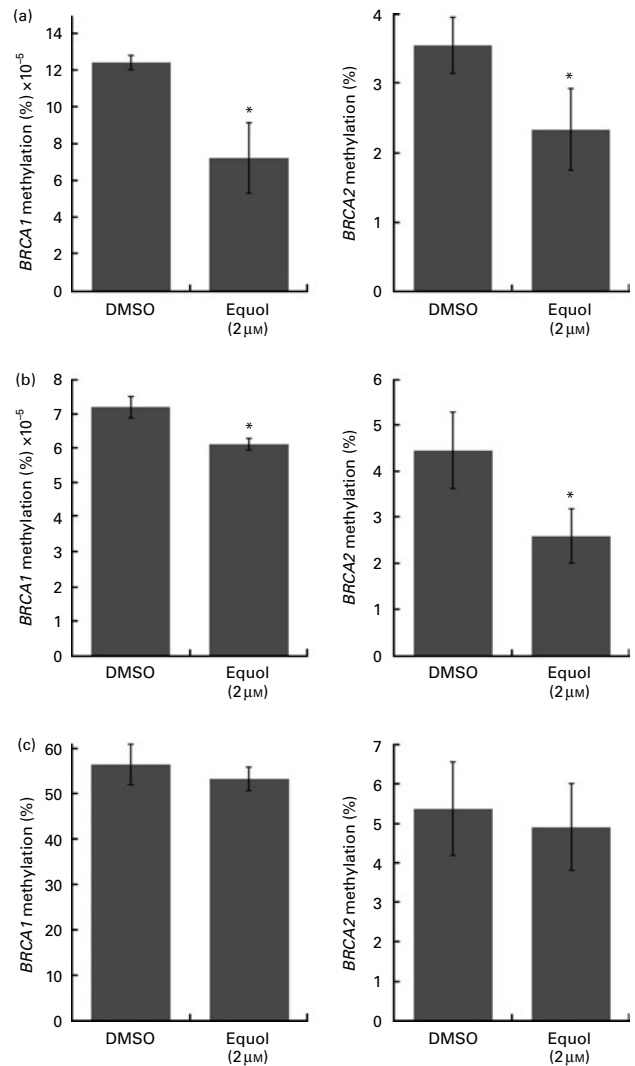 (a)
14
12
10
8
6
4
2
0
BRCA1 methylation (%) ×10⁻⁵
DMSO
Equol
(2 μM)
*
4
3
2
1
0
BRCA2 methylation (%)
DMSO
Equol
(2 μM)
*
(b)
8
7
6
5
4
3
2
1
0
BRCA1 methylation (%) ×10⁻⁵
DMSO
Equol
(2 μM)
*
6
5
4
3
2
1
0
BRCA2 methylation (%)
DMSO
Equol
(2 μM)
*
(c)
60
50
40
30
20
10
0
BRCA1 methylation (%)
DMSO
Equol
(2 μM)
7
6
5
4
3
2
1
0
BRCA2 methylation (%)
DMSO
Equol
(2 μM)